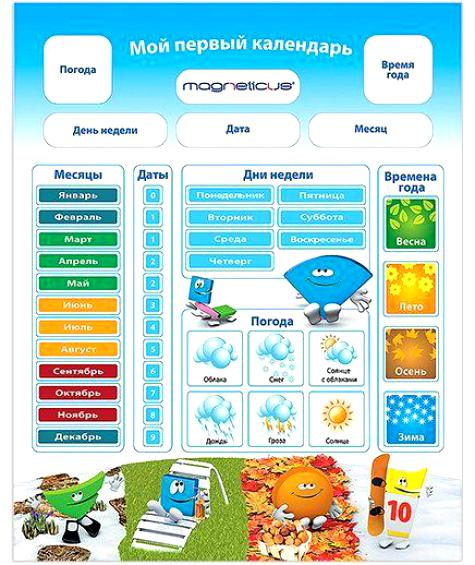 Мой первый календарь
Погода
magneticus®
Время
года
День недели
Дата
Месяц
Месяцы
Январь
Февраль
Март
Апрель
Май
Июнь
Июль
Август
Сентябрь
Октябрь
Ноябрь
Декабрь
Даты
0
1
1
2
2
3
4
5
6
7
8
9
Дни недели
Понедельник
Вторник
Среда
Четверг
Пятница
Суббота
Воскресенье
Погода
Облака
Снег
Солнце
с облаками
Дождь
Гроза
Солнце
Времена
года
Весна
Лето
Осень
Зима
10